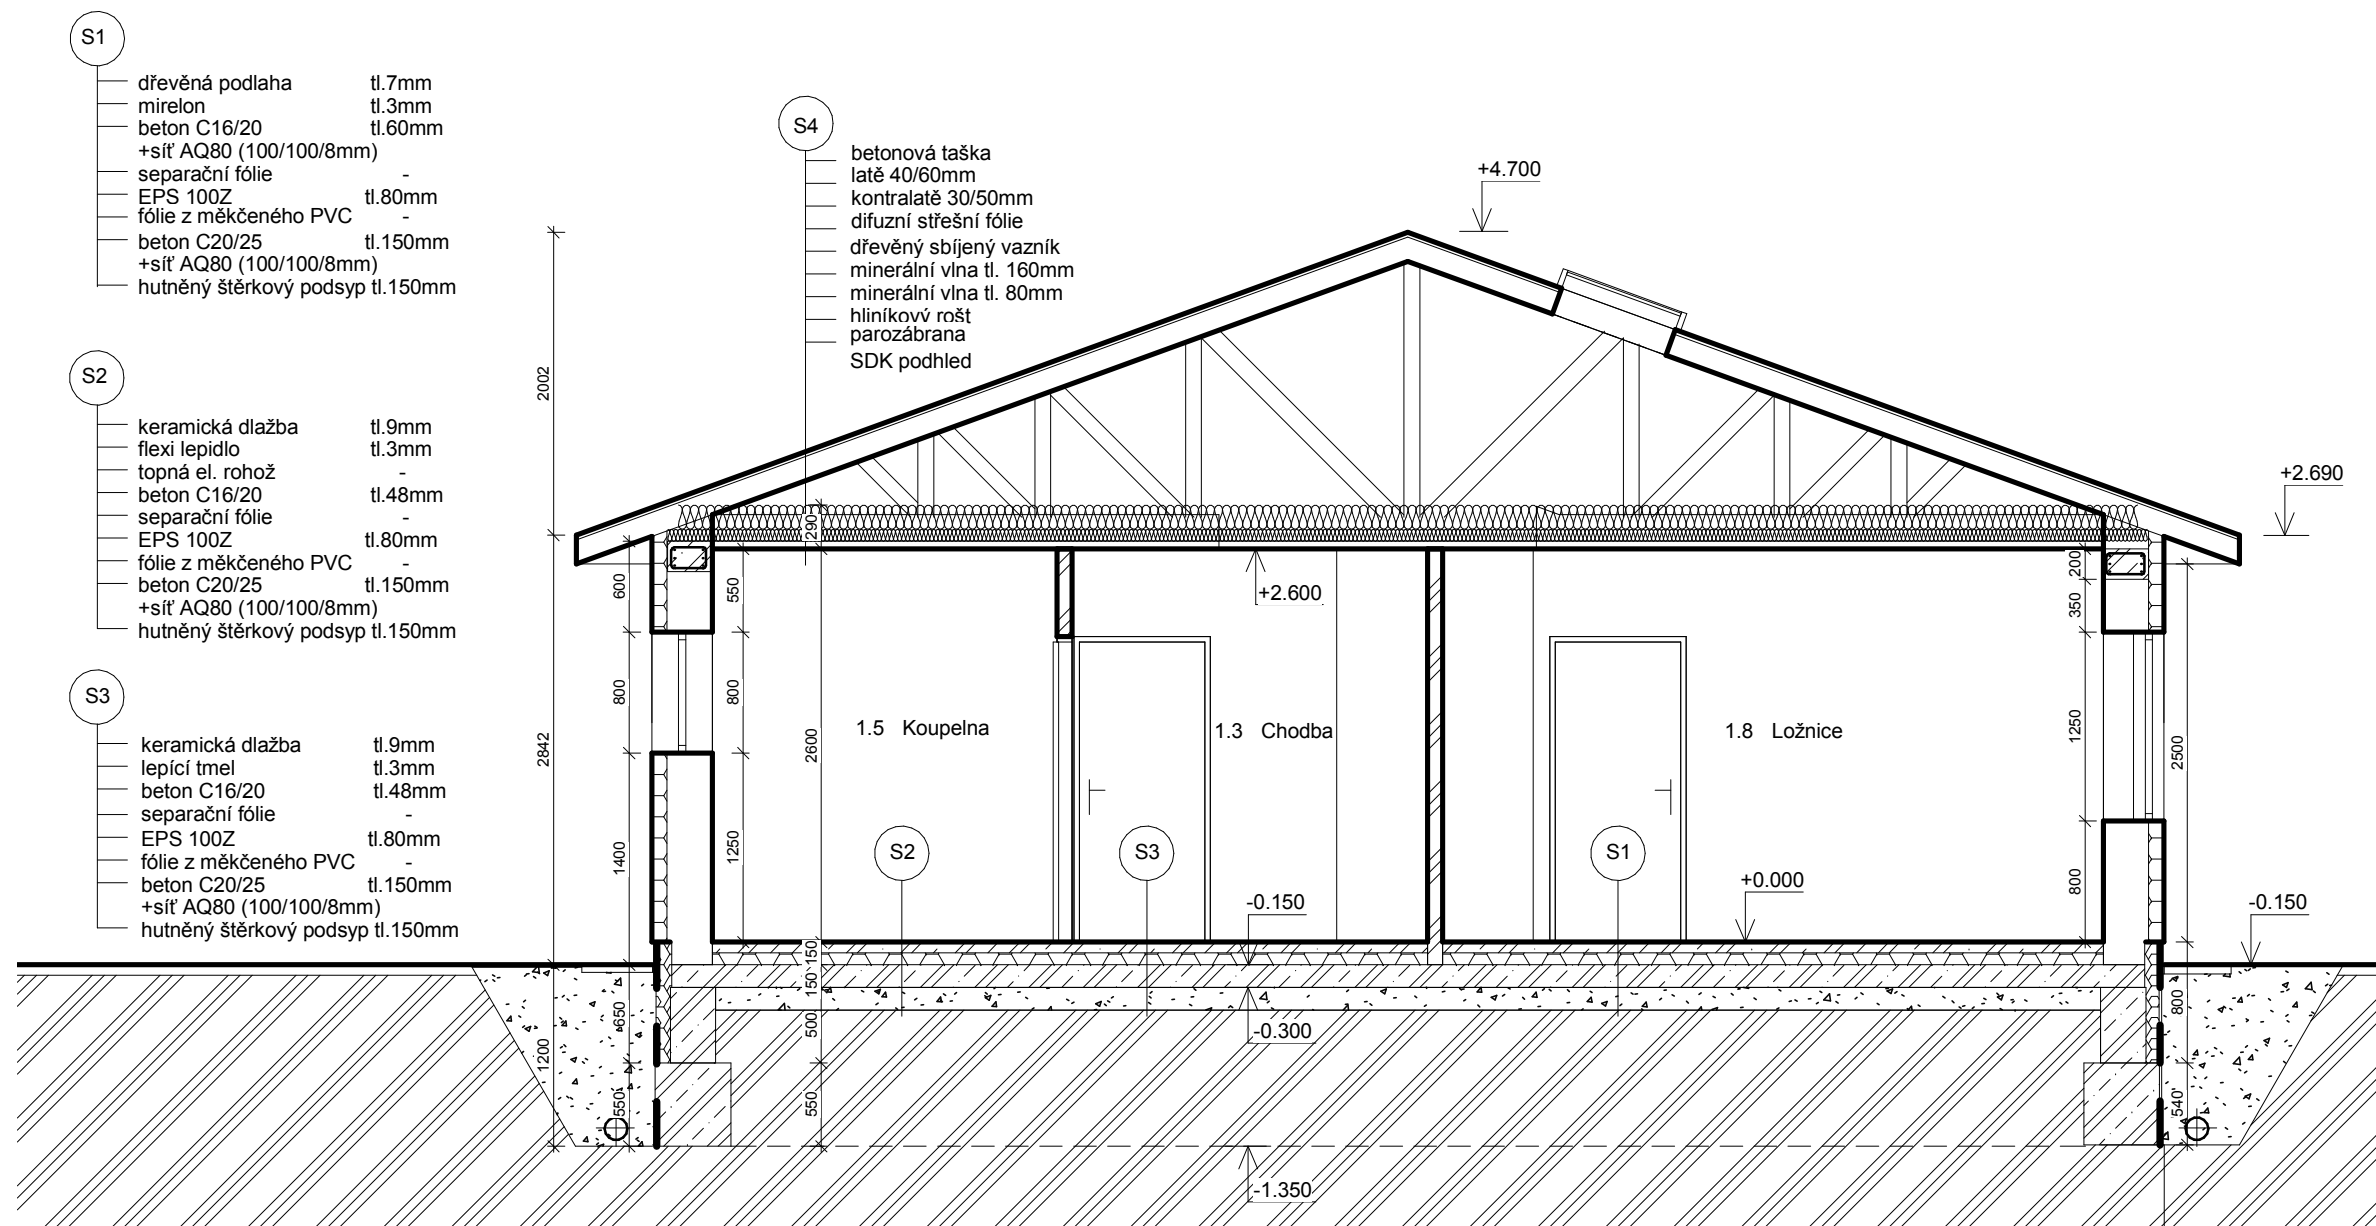 S1
dřevěná podlaha tl.7mm
mirelon tl.3mm
beton C16/20 tl.60mm
+síť AQ80 (100/100/8mm)
separační fólie -
EPS 100Z tl.80mm
fólie z měkčeného PVC -
beton C20/25 tl.150mm
+síť AQ80 (100/100/8mm)
hutněný štěrkový podsyp tl.150mm
S2
keramická dlažba tl.9mm
flexi lepidlo tl.3mm
topná el. rohož -
beton C16/20 tl.48mm
separační fólie -
EPS 100Z tl.80mm
fólie z měkčeného PVC -
beton C20/25 tl.150mm
+síť AQ80 (100/100/8mm)
hutněný štěrkový podsyp tl.150mm
S3
keramická dlažba tl.9mm
lepící tmel tl.3mm
beton C16/20 tl.48mm
separační fólie -
EPS 100Z tl.80mm
fólie z měkčeného PVC -
beton C20/25 tl.150mm
+síť AQ80 (100/100/8mm)
hutněný štěrkový podsyp tl.150mm
S4
betonová taška
latě 40/60mm
kontralatě 30/50mm
difuzní střešní fólie
dřevěný sbíjený vazník
minerální vlna tl. 160mm
minerální vlna tl. 80mm
hliníkový rošt
parozábrana
SDK podhled
+4.700
+2.690
2002
2842
1200
600
800
1400
650
550
550
800
1250
290
2600
150
150
500
550
+2.600
1.5 Koupelna
1.3 Chodba
1.8 Ložnice
S2
S3
S1
+0.000
-0.150
-0.300
-1.350
200
350
1250
800
2500
800
540
-0.150